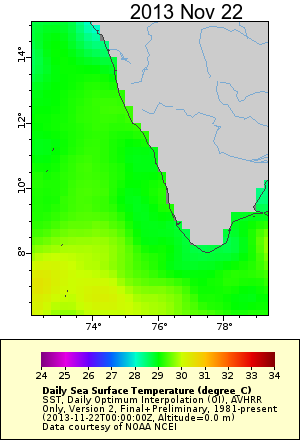 2013 Nov 22
14°
12°
10°
8°
74° 76° 78°
24 25 26 27 28 29 30 31 32 33 34
Daily Sea Surface Temperature (degree_C)
SST, Daily Optimum Interpolation (OI), AVHRR
Only, Version 2, Final+Preliminary, 1981-present
(2013-11-22T00:00:00Z, Altitude=0.0 m)
Data courtesy of NOAA NCEI